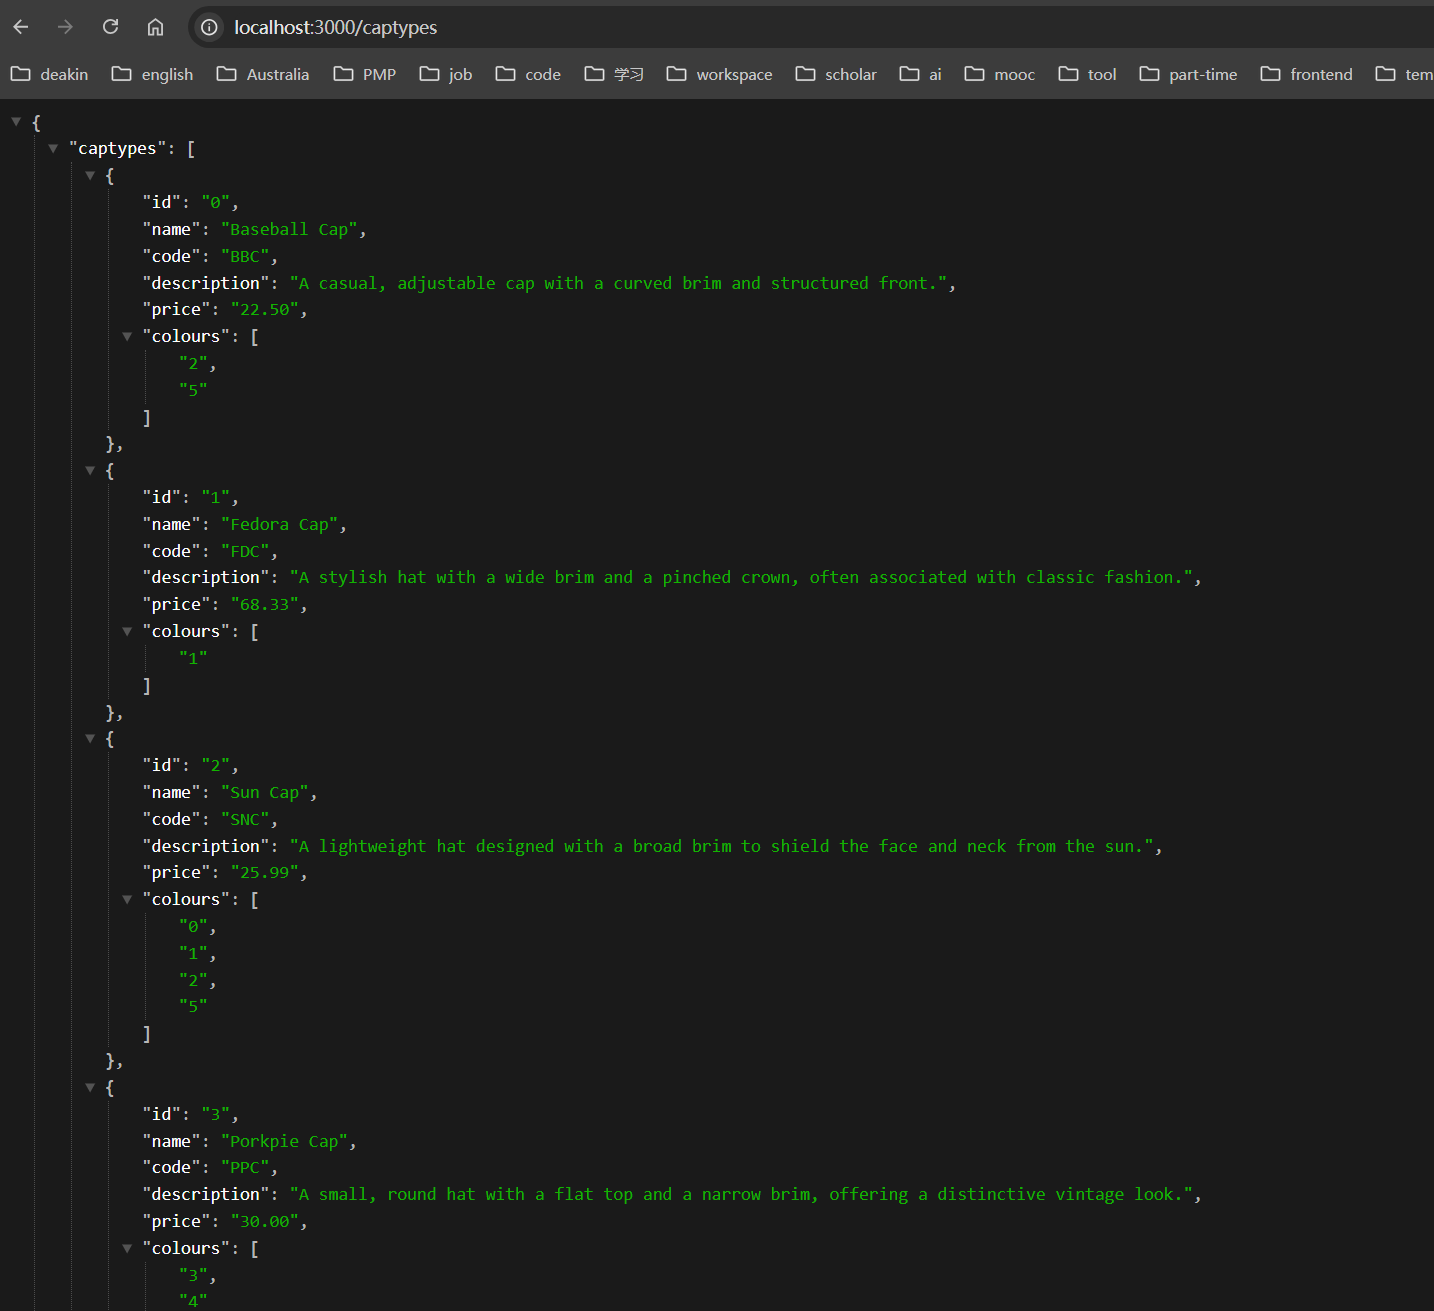 localhost:3000/captypes
deakin english Australia PMP job code 学习 workspace scholar ai mooc tool part-time frontend tem
{
"captypes": [
{
"id": "0",
"name": "Baseball Cap",
"code": "BBC",
"description": "A casual, adjustable cap with a curved brim and structured front.",
"price": "22.50",
"colours": [
"2",
"5"
]
},
{
"id": "1",
"name": "Fedora Cap",
"code": "FDC",
"description": "A stylish hat with a wide brim and a pinched crown, often associated with classic fashion.",
"price": "68.33",
"colours": [
"1"
]
},
{
"id": "2",
"name": "Sun Cap",
"code": "SNC",
"description": "A lightweight hat designed with a broad brim to shield the face and neck from the sun.",
"price": "25.99",
"colours": [
"0",
"1",
"2",
"5"
]
},
{
"id": "3",
"name": "Porkpie Cap",
"code": "PPC",
"description": "A small, round hat with a flat top and a narrow brim, offering a distinctive vintage look.",
"price": "30.00",
"colours": [
"3",
"4"